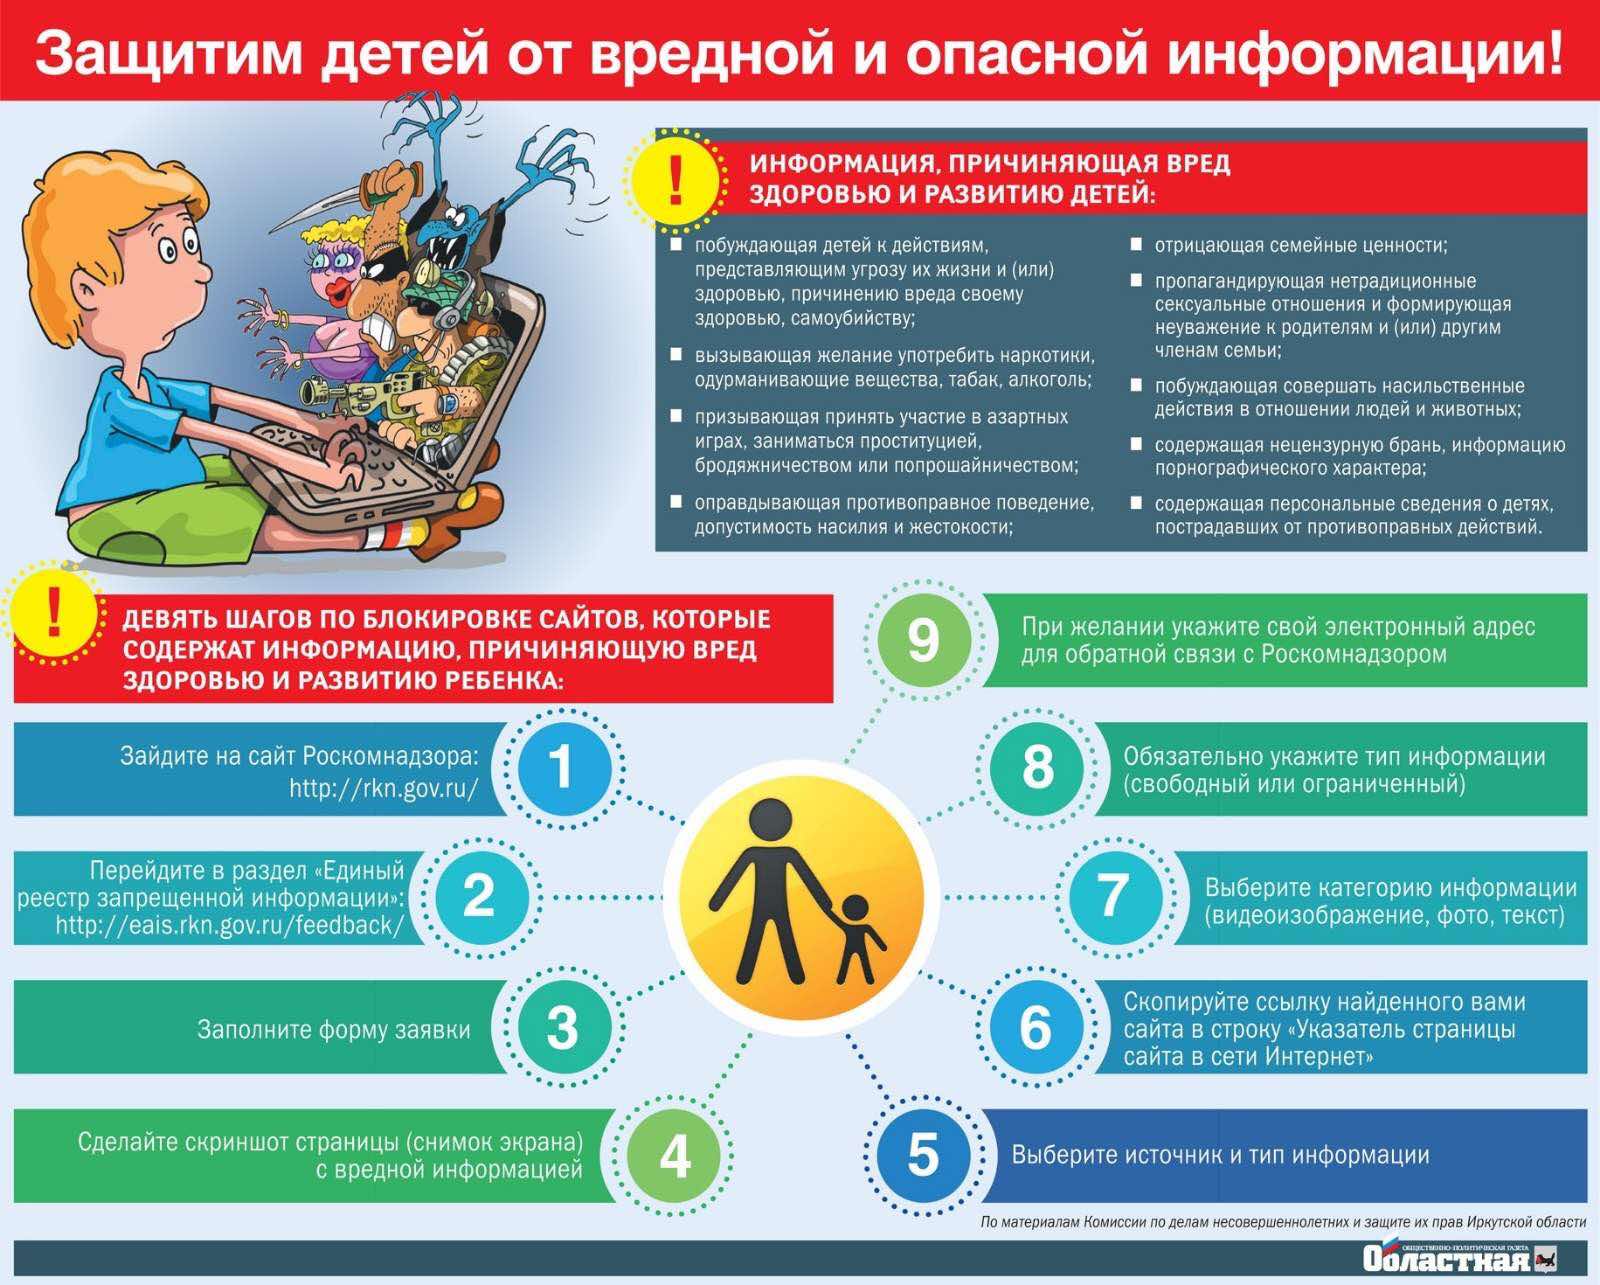 Защитим детей от вредной и опасной информации!
!
ИНФОРМАЦИЯ, ПРИЧИНЯЮЩАЯ ВРЕД
ЗДОРОВЬЮ И РАЗВИТИЮ ДЕТЕЙ:
побуждающая детей к действиям,
представляющим угрозу их жизни и (или)
здоровью, причинению вреда своему
здоровью, самоубийству;
вызывающая желание употребить наркотики,
одурманивающие вещества, табак, алкоголь;
призывающая принять участие в азартных
играх, заниматься проституцией,
бродяжничеством или попрошайничеством;
оправдывающая противоправное поведение,
допустимость насилия и жестокости;
отрицающая семейные ценности;
пропагандирующая нетрадиционные
сексуальные отношения и формирующая
неуважение к родителям и (или) другим
членам семьи;
побуждающая совершать насильственные
действия в отношении людей и животных;
содержащая нецензурную брань, информацию
порнографического характера;
содержащая персональные сведения о детях,
пострадавших от противоправных действий.
!
ДЕВЯТЬ ШАГОВ ПО БЛОКИРОВКЕ САЙТОВ, КОТОРЫЕ
СОДЕРЖАТ ИНФОРМАЦИЮ, ПРИЧИНЯЮЩУЮ ВРЕД
ЗДОРОВЬЮ И РАЗВИТИЮ РЕБЕНКА:
Зайдите на сайт Роскомнадзора:
http://rkn.gov.ru/
1
Перейдите в раздел «Единый
реестр запрещенной информации»:
http://eais.rkn.gov.ru/feedback/
2
Заполните форму заявки
3
Сделайте скриншот страницы (снимок экрана)
с вредной информацией
4
5
Выберите источник и тип информации
6
Скопируйте ссылку найденного вами
сайта в строку «Указатель страницы
сайта в сети Интернет»
7
Выберите категорию информации
(видеоизображение, фото, текст)
8
Обязательно укажите тип информации
(свободный или ограниченный)
9
При желании укажите свой электронный адрес
для обратной связи с Роскомнадзором
По материалам Комиссии по делам несовершеннолетних и защите их прав Иркутской области
ОБЩЕСТВЕННО-ПОЛИТИЧЕСКАЯ ГАЗЕТА
Областная